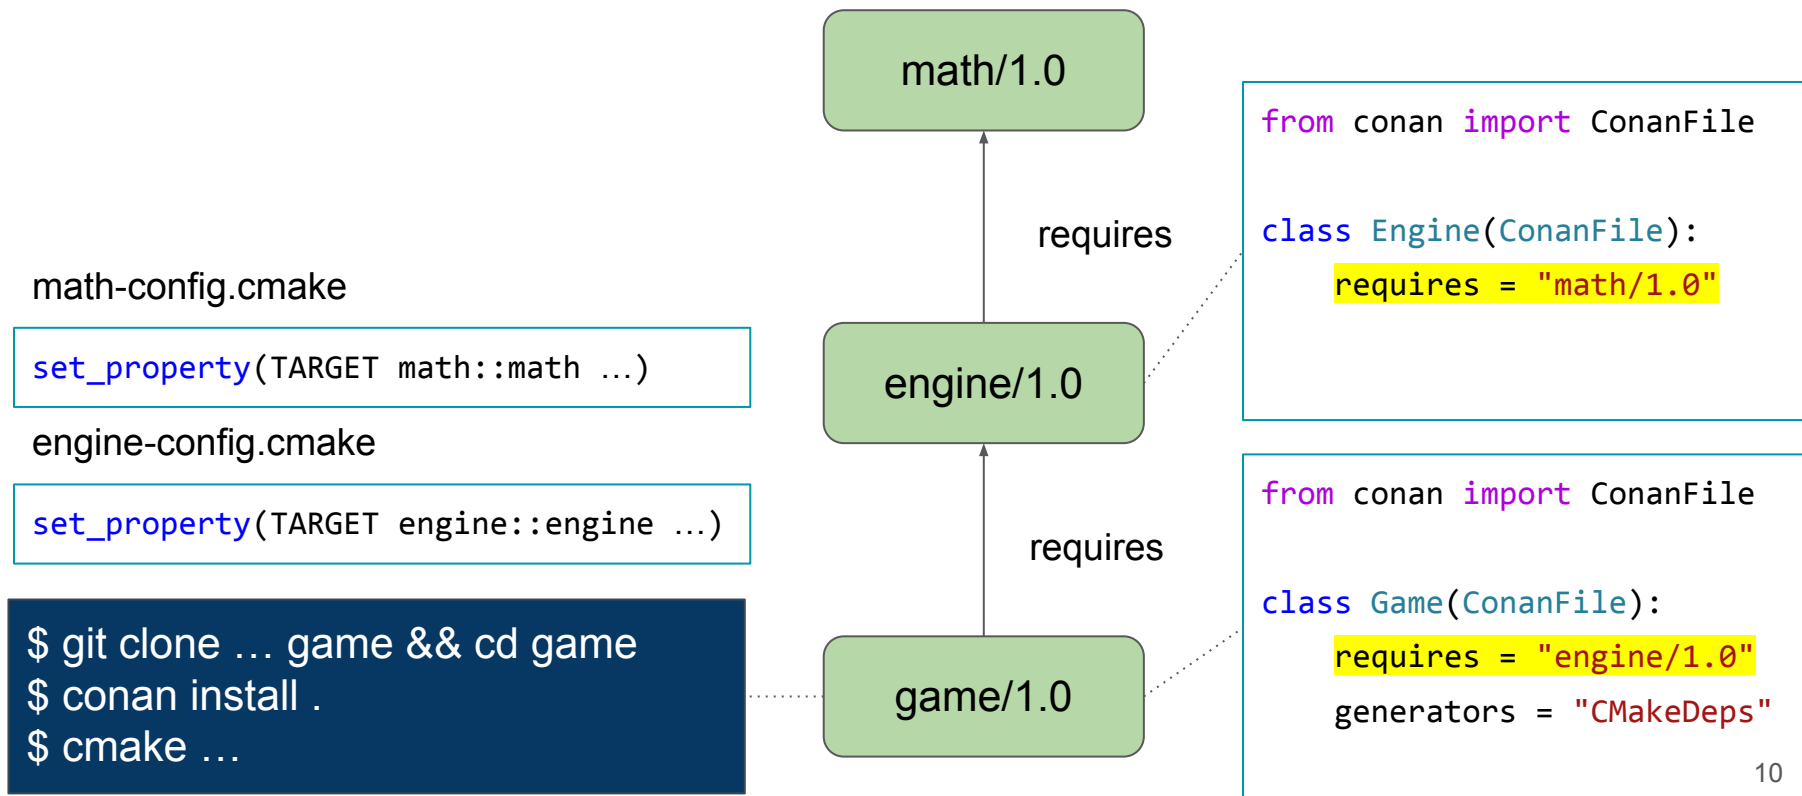 math/1.0
requires
engine/1.0
requires
game/1.0
math-config.cmake
set_property(TARGET math::math …)
engine-config.cmake
set_property(TARGET engine::engine …)
$ git clone … game && cd game
$ conan install .
$ cmake …
from conan import ConanFile
class Engine(ConanFile):
    requires = "math/1.0"
from conan import ConanFile
class Game(ConanFile):
    requires = "engine/1.0"
    generators = "CMakeDeps"
10